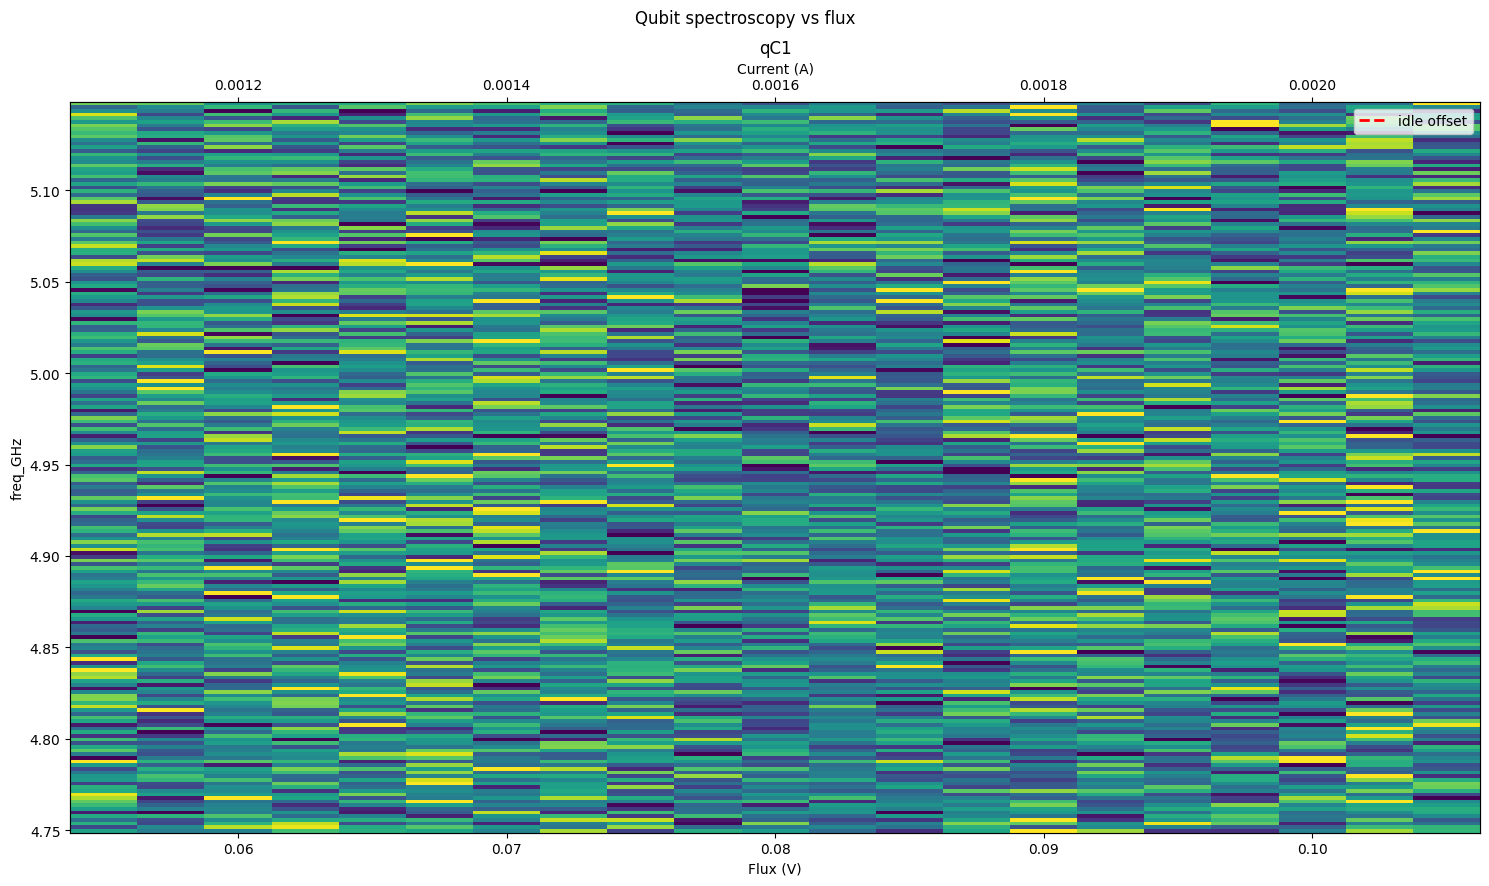 Qubit spectroscopy vs flux
qC1
Current (A)
0.0012 0.0014 0.0016 0.0018 0.0020
idle offset
5.10
5.05
5.00
4.95
4.90
4.85
4.80
4.75
freq_GHz
0.06 0.07 0.08 0.09 0.10
Flux (V)